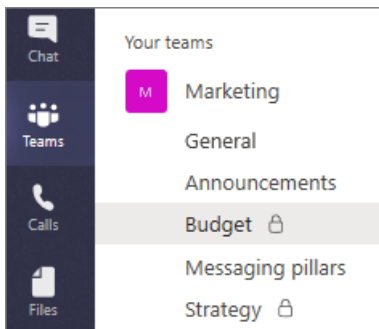 Chat
Teams
Calls
Files
Your teams
M
Marketing
General
Announcements
Budget
Messaging pillars
Strategy